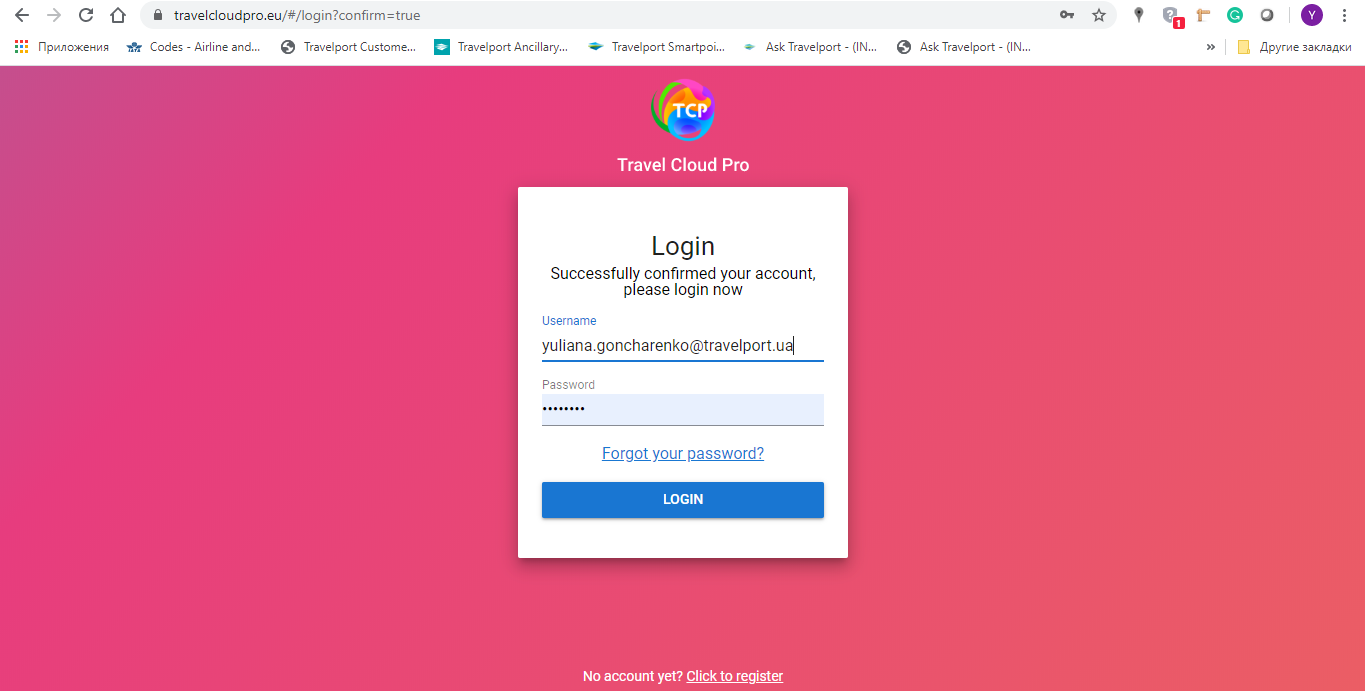 travelcloudpro.eu/#/login?confirm=true
1
Y
Приложения
Codes - Airline and...
Travelport Custome...
Travelport Ancillary...
Travelport Smartpoi...
Ask Travelport - (IN...
Ask Travelport - (IN...
»
Другие закладки
TCP
Travel Cloud Pro
Login
Successfully confirmed your account,
please login now
Username
yuliana.goncharenko@travelport.ua
Password
••••••••
Forgot your password?
LOGIN
No account yet? Click to register